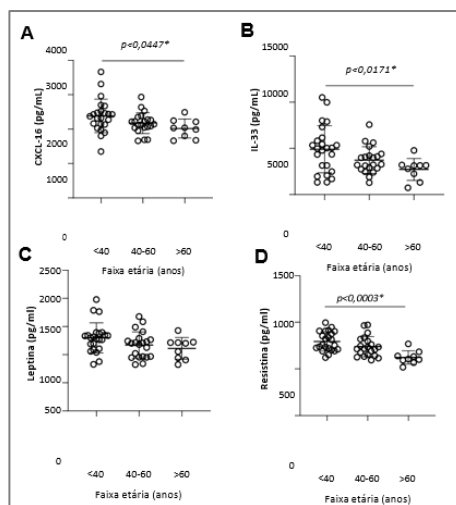 A
p<0,0447*
CXCL-16 (pg/mL)
4000
3000
2000
1000
0
<40 40-60 >60
Faixa etária (anos)
B
p<,0171*
IL-33 (pg/mL)
15000
10000
5000
0
<40 40-60 >60
Faixa etária (anos)
C
Leptina (pg/ml)
2500
1500
1000
500
0
<40 40-60 >60
Faixa etária (anos)
D
p<0,0003*
Resistina (pg/ml)
1500
1000
500
0
<40 40-60 >60
Faixa etária (anos)